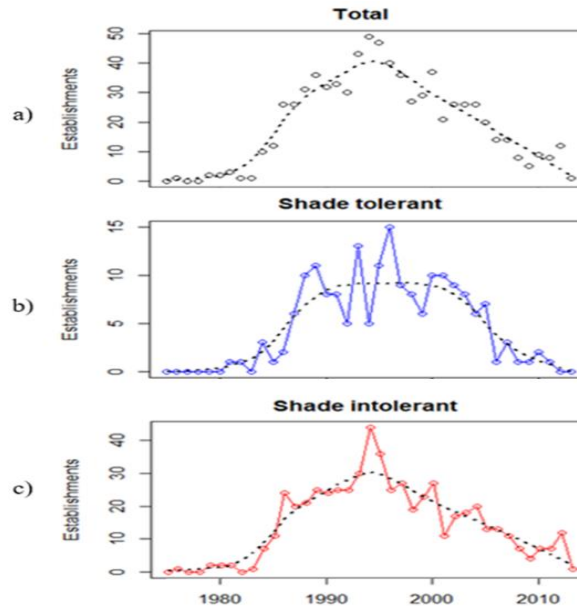 Total
a)
Establishments
0 10 20 30 40 50
Shade tolerant
b)
Establishments
0 5 10 15
Shade intolerant
c)
Establishments
0 10 20 30 40
1980 1990 2000 2010